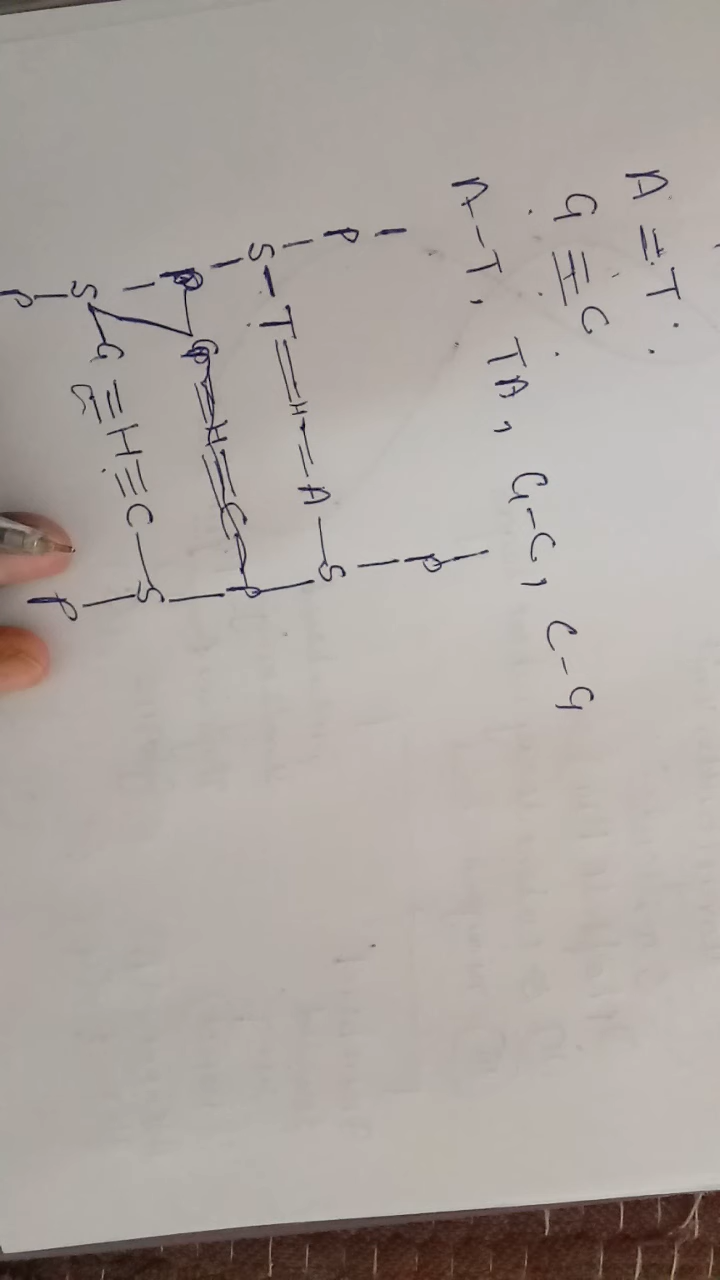 A = T
G ≡ C
A-T, TA, G-C, C-G
- P - S - P - S - P
T = H = A
G ≡ H ≡ C
G ≡ H ≡ C
- P - S - P - S - P